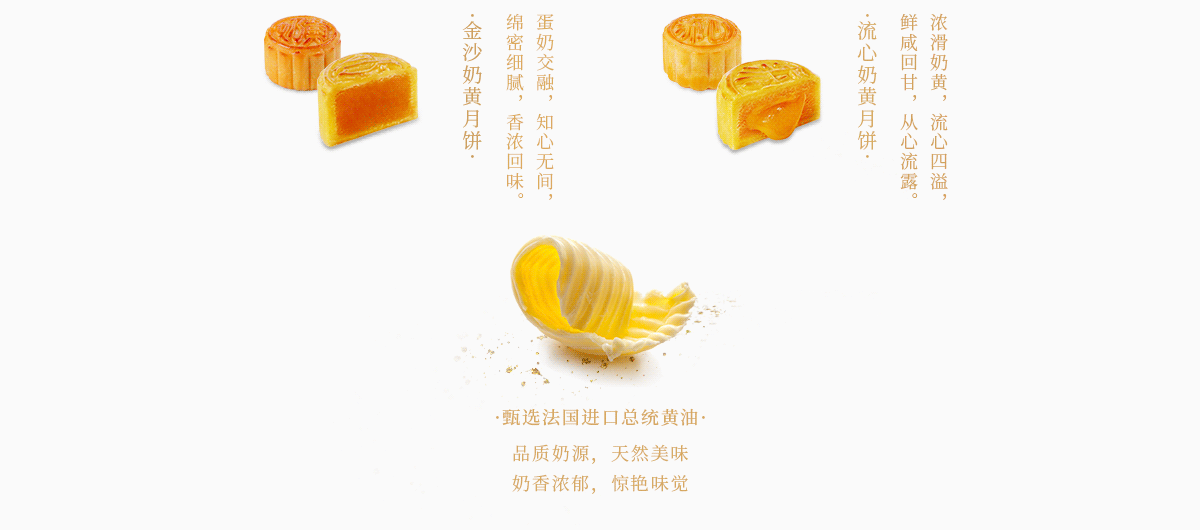 ·金沙奶黄月饼·
蛋奶交融，知心无间，
绵密细腻，香浓回味。
·流心奶黄月饼·
浓滑奶黄，流心四溢，
鲜咸回甘，从心流露。
·甄选法国进口总统黄油·
品质奶源，天然美味
奶香浓郁，惊艳味觉